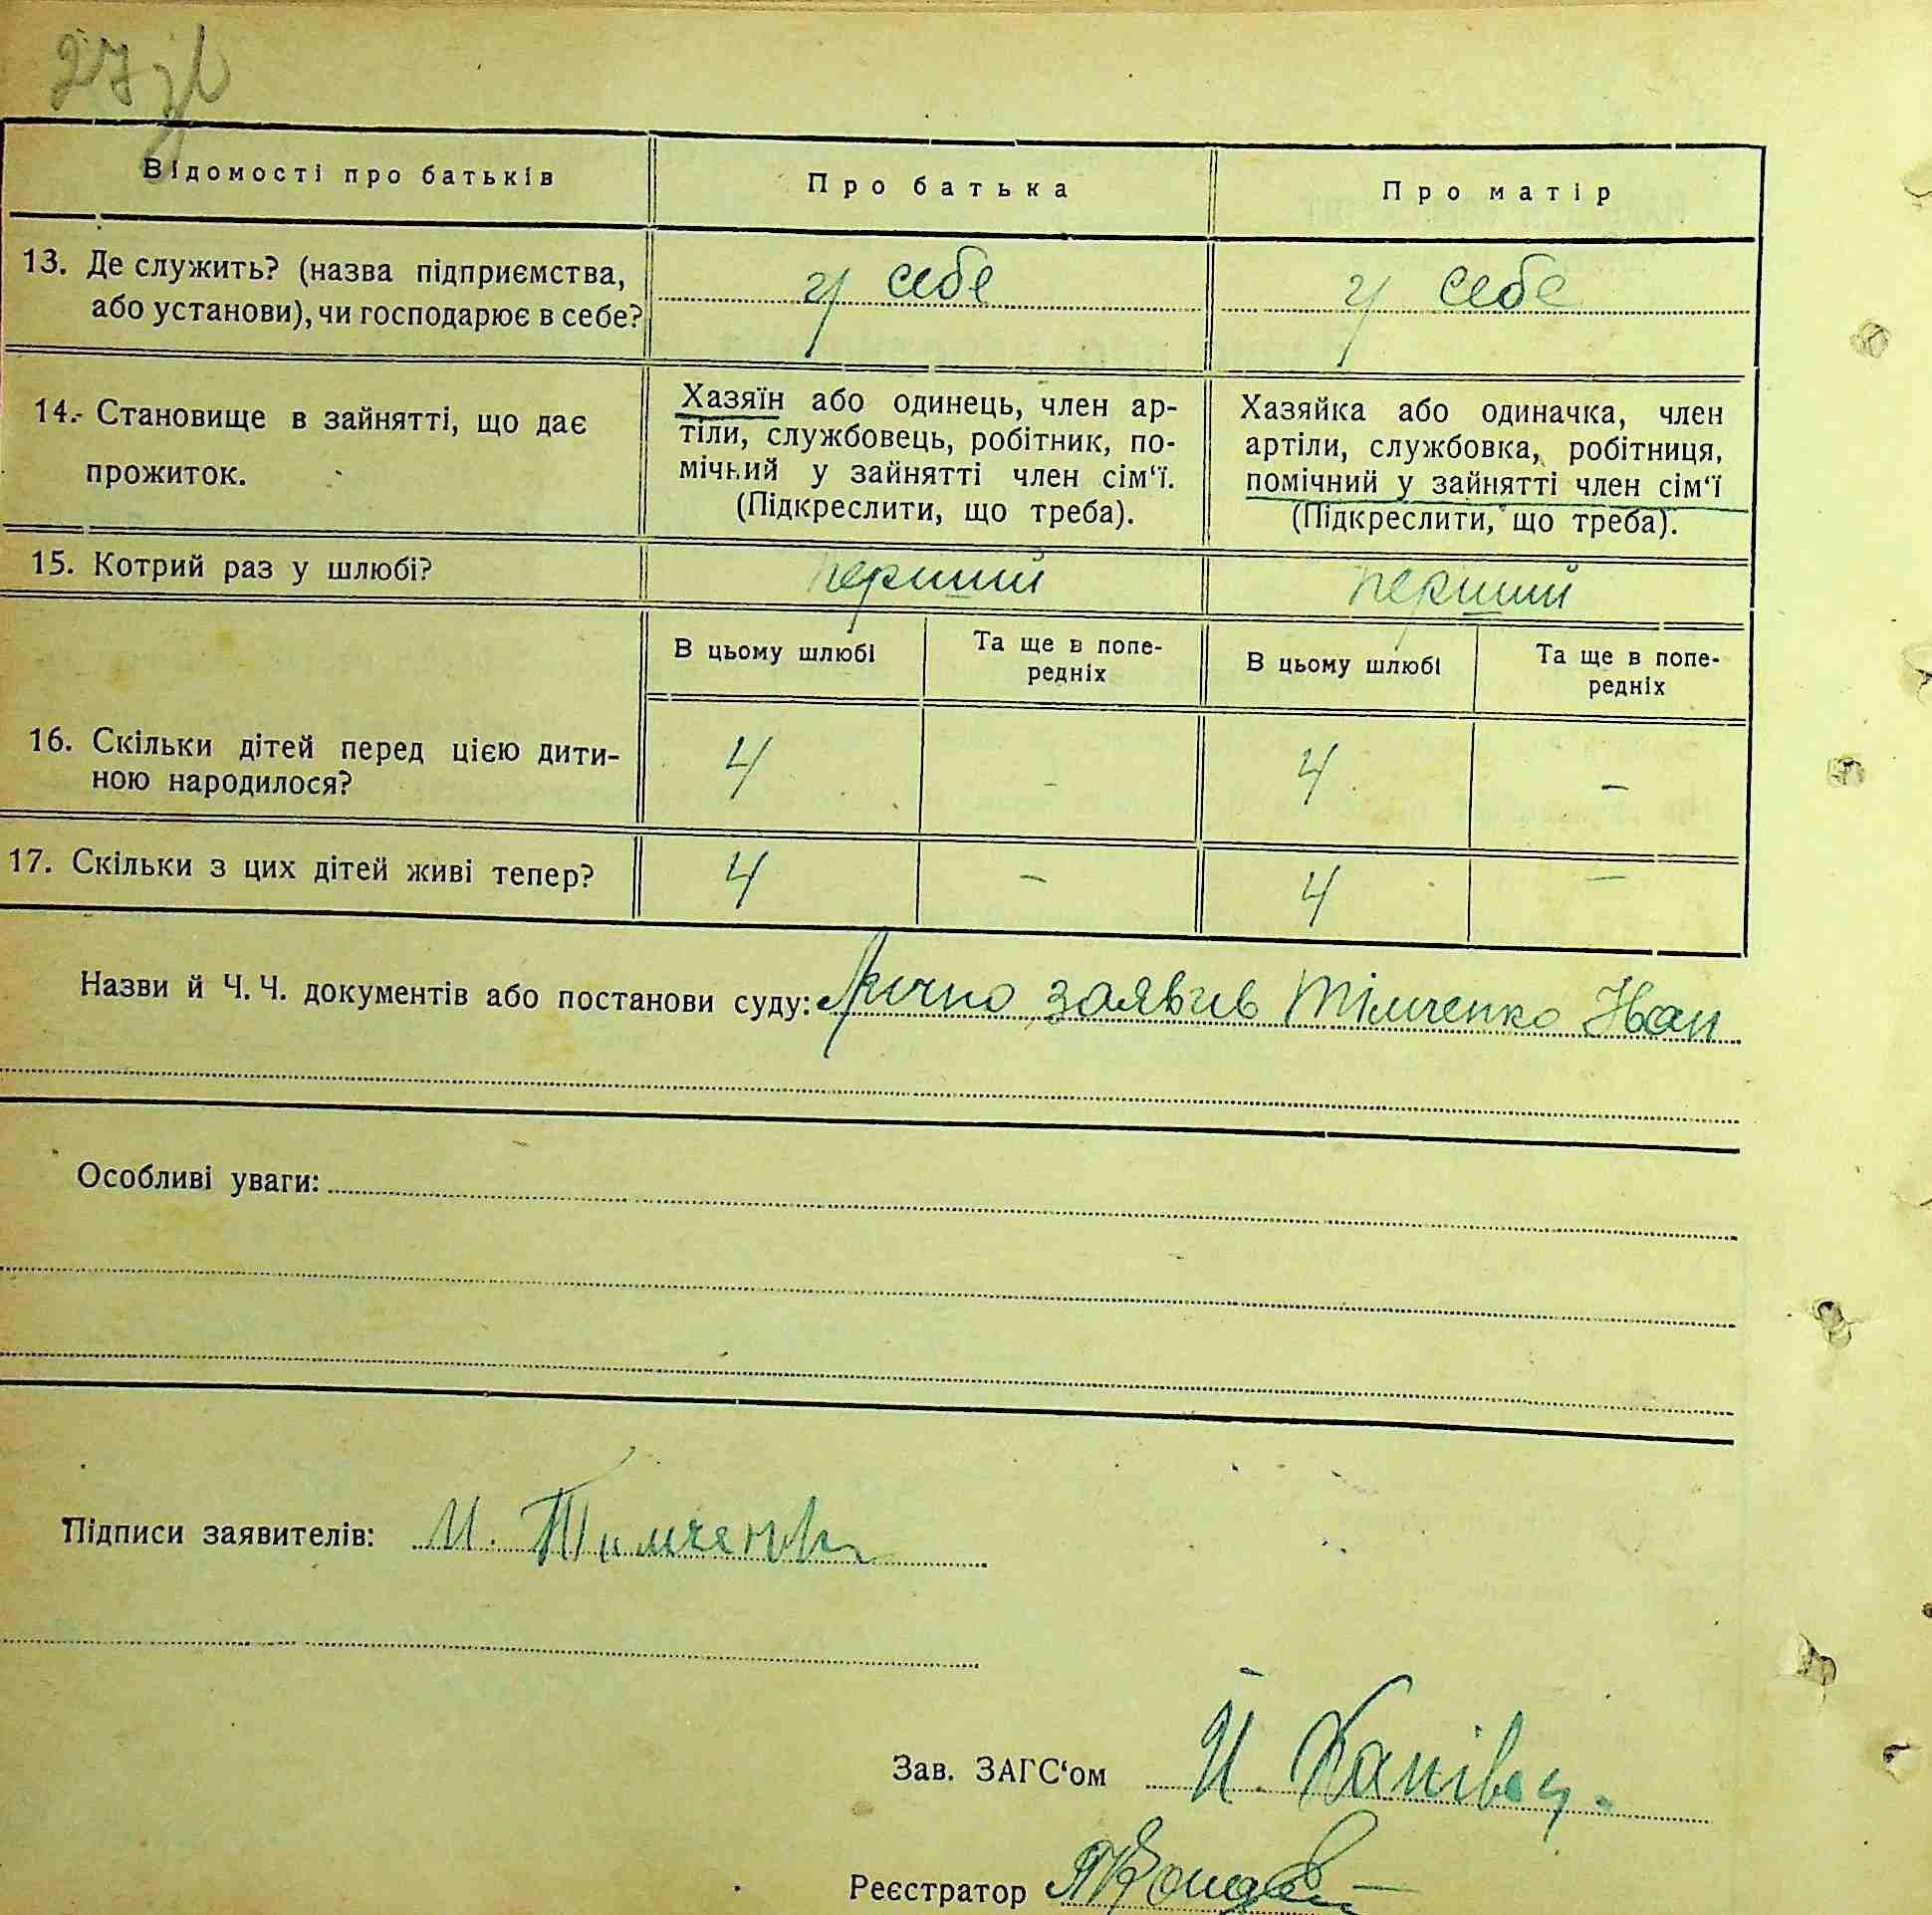 27 зв
Відомості про батьків
Про батька
Про матір
13. Де служить? (назва підприємства,
або установи), чи господарює в себе?
у себе
у себе
14. Становище в зайнятті, що дає
прожиток.
Хазяїн або одинець, член ар-
тіли, службовець, робітник, по-
мічний у зайнятті член сім‘ї.
(Підкреслити, що треба).
Хазяйка або одиначка, член
артіли, службовка, робітниця,
помічний у зайнятті член сім‘ї
(Підкреслити, що треба).
15. Котрий раз у шлюбі?
перший
перший
В цьому шлюбі
Та ще в попе-
редніх
В цьому шлюбі
Та ще в попе-
редніх
16. Скільки дітей перед цією дити-
ною народилося?
4
-
4
-
17. Скільки з цих дітей живі тепер?
4
-
4
-
Назви й Ч. Ч. документів або постанови суду: заявив Тімченко Іван
Особливі уваги:
Підписи заявителів: И. Тимченко
Зав. ЗАГС‘ом Й. Канівец.
Реєстратор